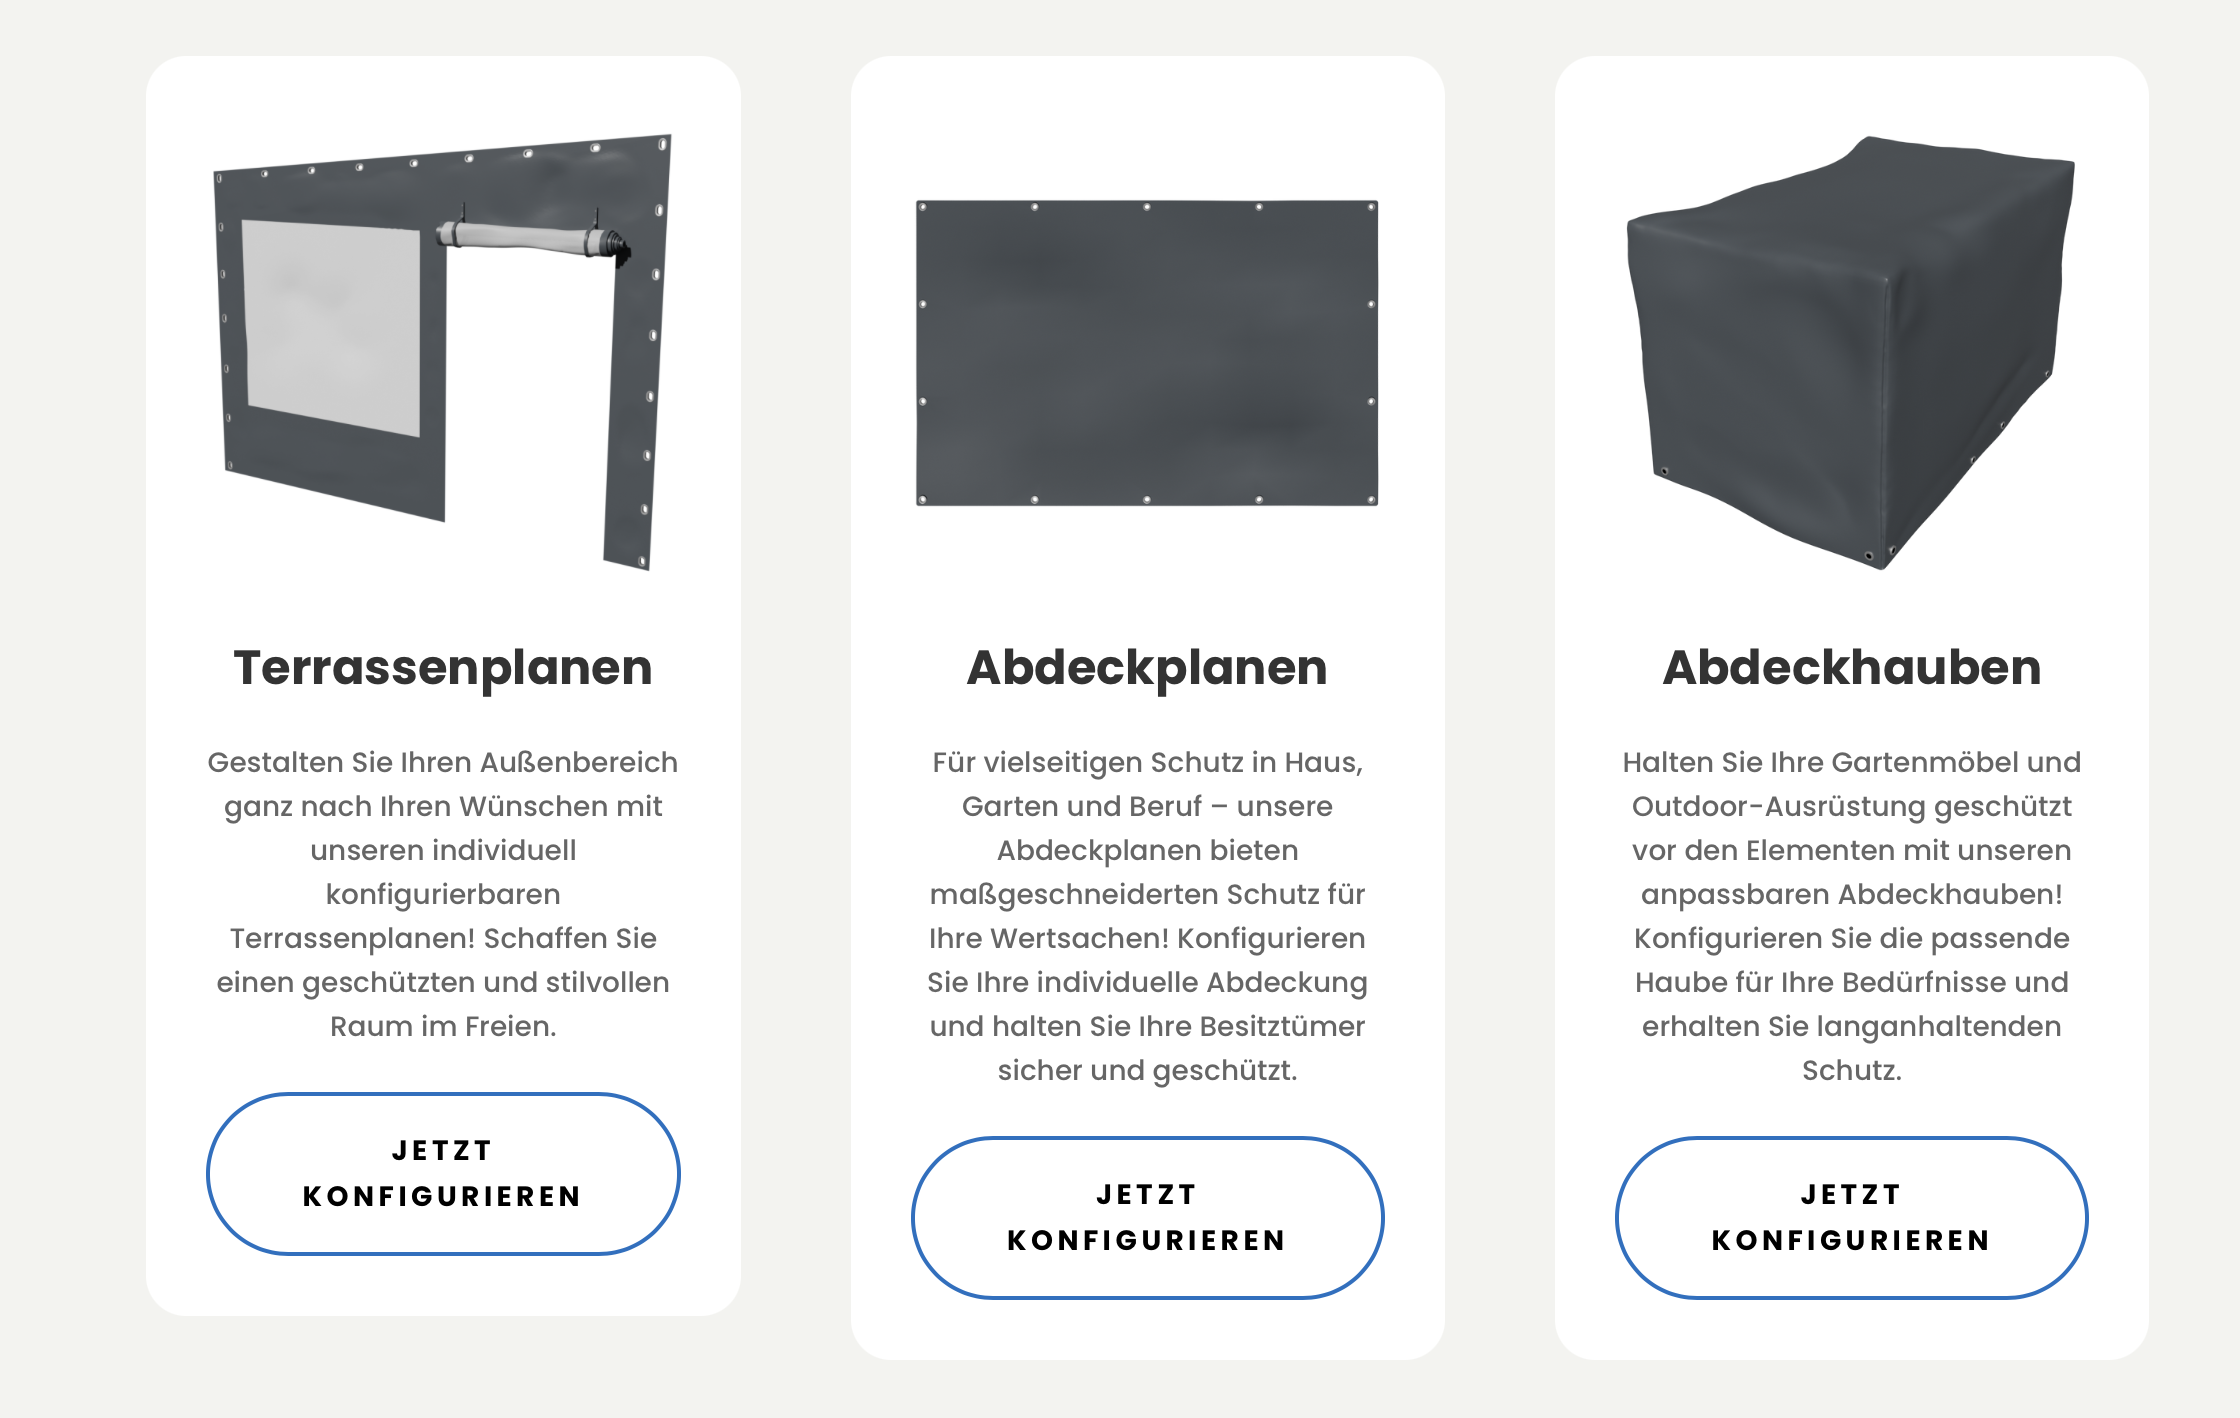 Terrassenplanen
Gestalten Sie Ihren Außenbereich
ganz nach Ihren Wünschen mit
unseren individuell
konfigurierbaren
Terrassenplanen! Schaffen Sie
einen geschützten und stilvollen
Raum im Freien.
JETZT
KONFIGURIEREN
Abdeckplanen
Für vielseitigen Schutz in Haus,
Garten und Beruf – unsere
Abdeckplanen bieten
maßgeschneiderten Schutz für
Ihre Wertsachen! Konfigurieren
Sie Ihre individuelle Abdeckung
und halten Sie Ihre Besitztümer
sicher und geschützt.
JETZT
KONFIGURIEREN
Abdeckhauben
Halten Sie Ihre Gartenmöbel und
Outdoor-Ausrüstung geschützt
vor den Elementen mit unseren
anpassbaren Abdeckhauben!
Konfigurieren Sie die passende
Haube für Ihre Bedürfnisse und
erhalten Sie langanhaltenden
Schutz.
JETZT
KONFIGURIEREN